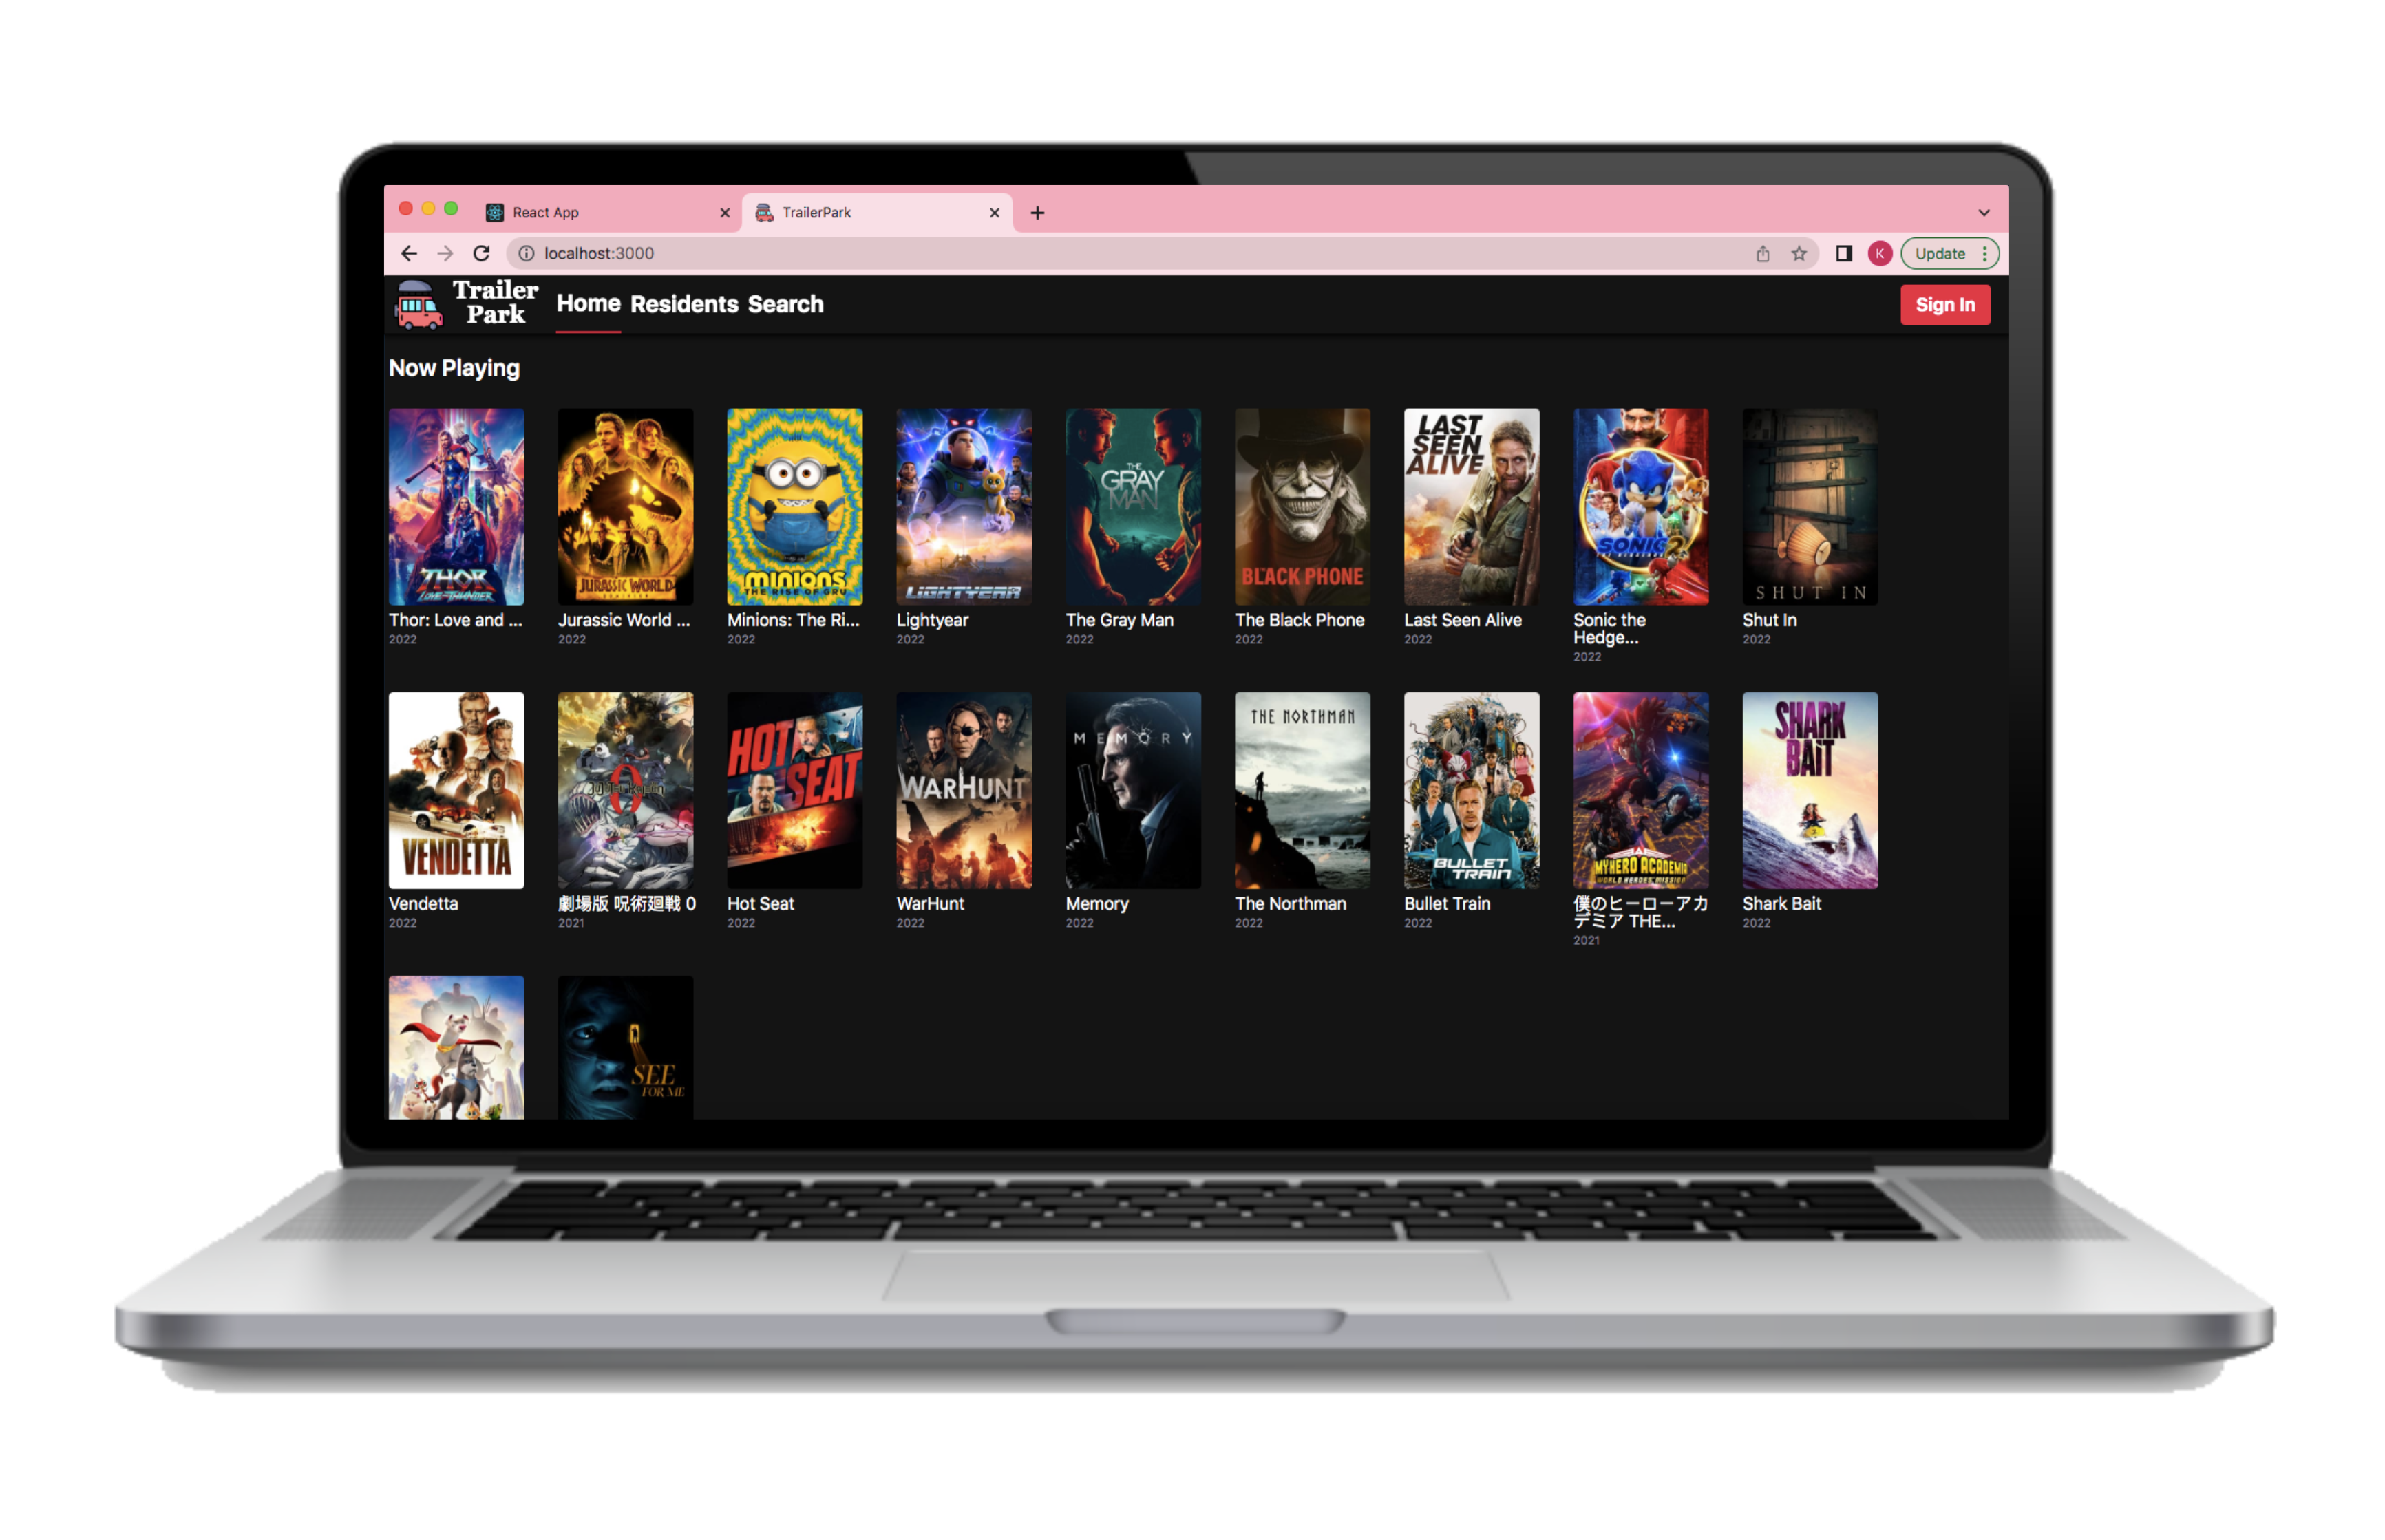 React App
TrailerPark
localhost:3000
K
Update
Trailer
Park
Home Residents Search
Sign In
Now Playing
THOR
LOVE AND THUNDER
JURASSIC WORLD
MINIONS
THE RISE OF GRU
LIGHTYEAR
THE
GRAY
MAN
BLACK PHONE
LAST
SEEN
ALIVE
SONIC 2
SHUT IN
Thor: Love and ...
2022
Jurassic World ...
2022
Minions: The Ri...
2022
Lightyear
2022
The Gray Man
2022
The Black Phone
2022
Last Seen Alive
2022
Sonic the
Hedge...
2022
Shut In
2022
VENDETTA
0
HOT
SEAT
WARHUNT
MEMORY
THE NORTHMAN
BULLET
TRAIN
MY HERO ACADEMIA
WORLD HEROES' MISSION
SHARK
BAIT
Vendetta
2022
劇場版 呪術廻戦 0
2021
Hot Seat
2022
WarHunt
2022
Memory
2022
The Northman
2022
Bullet Train
2022
僕のヒーローアカ
デミア THE...
2021
Shark Bait
2022
SEE
FOR ME